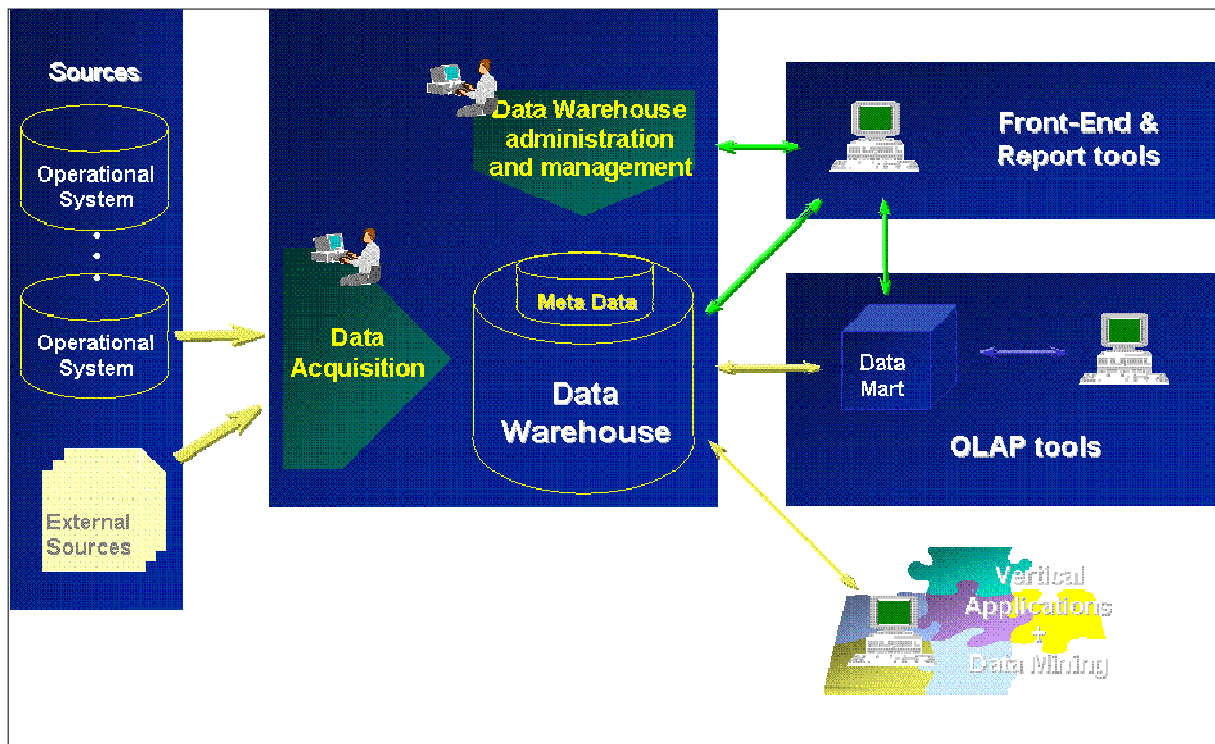 Sources
Operational
System
Operational
System
External
Sources
Data Warehouse
administration
and management
Data
Acquisition
Meta Data
Data
Warehouse
Front-End &
Report tools
Data
Mart
OLAP tools
Vertical
Applications
+
Data Mining